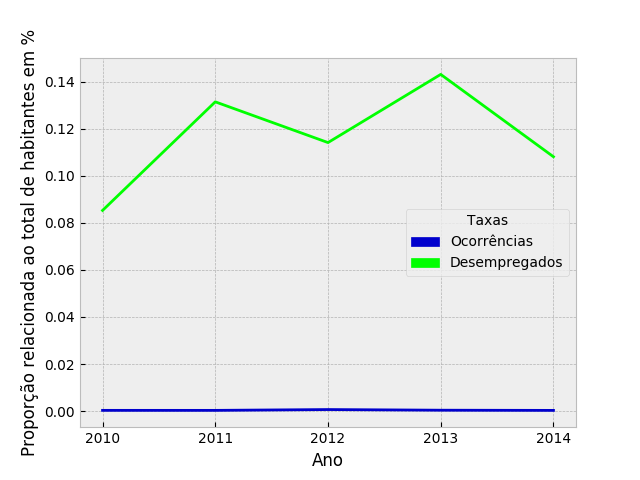 Proporção relacionada ao total de habitantes em %
0.14
0.12
0.10
0.08
0.06
0.04
0.02
0.00
Taxas
Ocorrências
Desempregados
2010 2011 2012 2013 2014
Ano